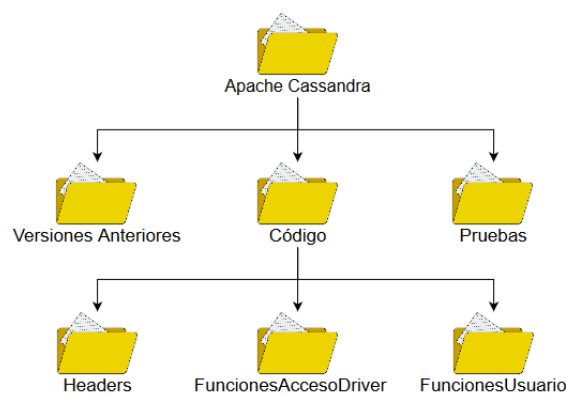 Apache Cassandra
Versiones Anteriores
Código
Pruebas
Headers
FuncionesAccesoDriver
FuncionesUsuario